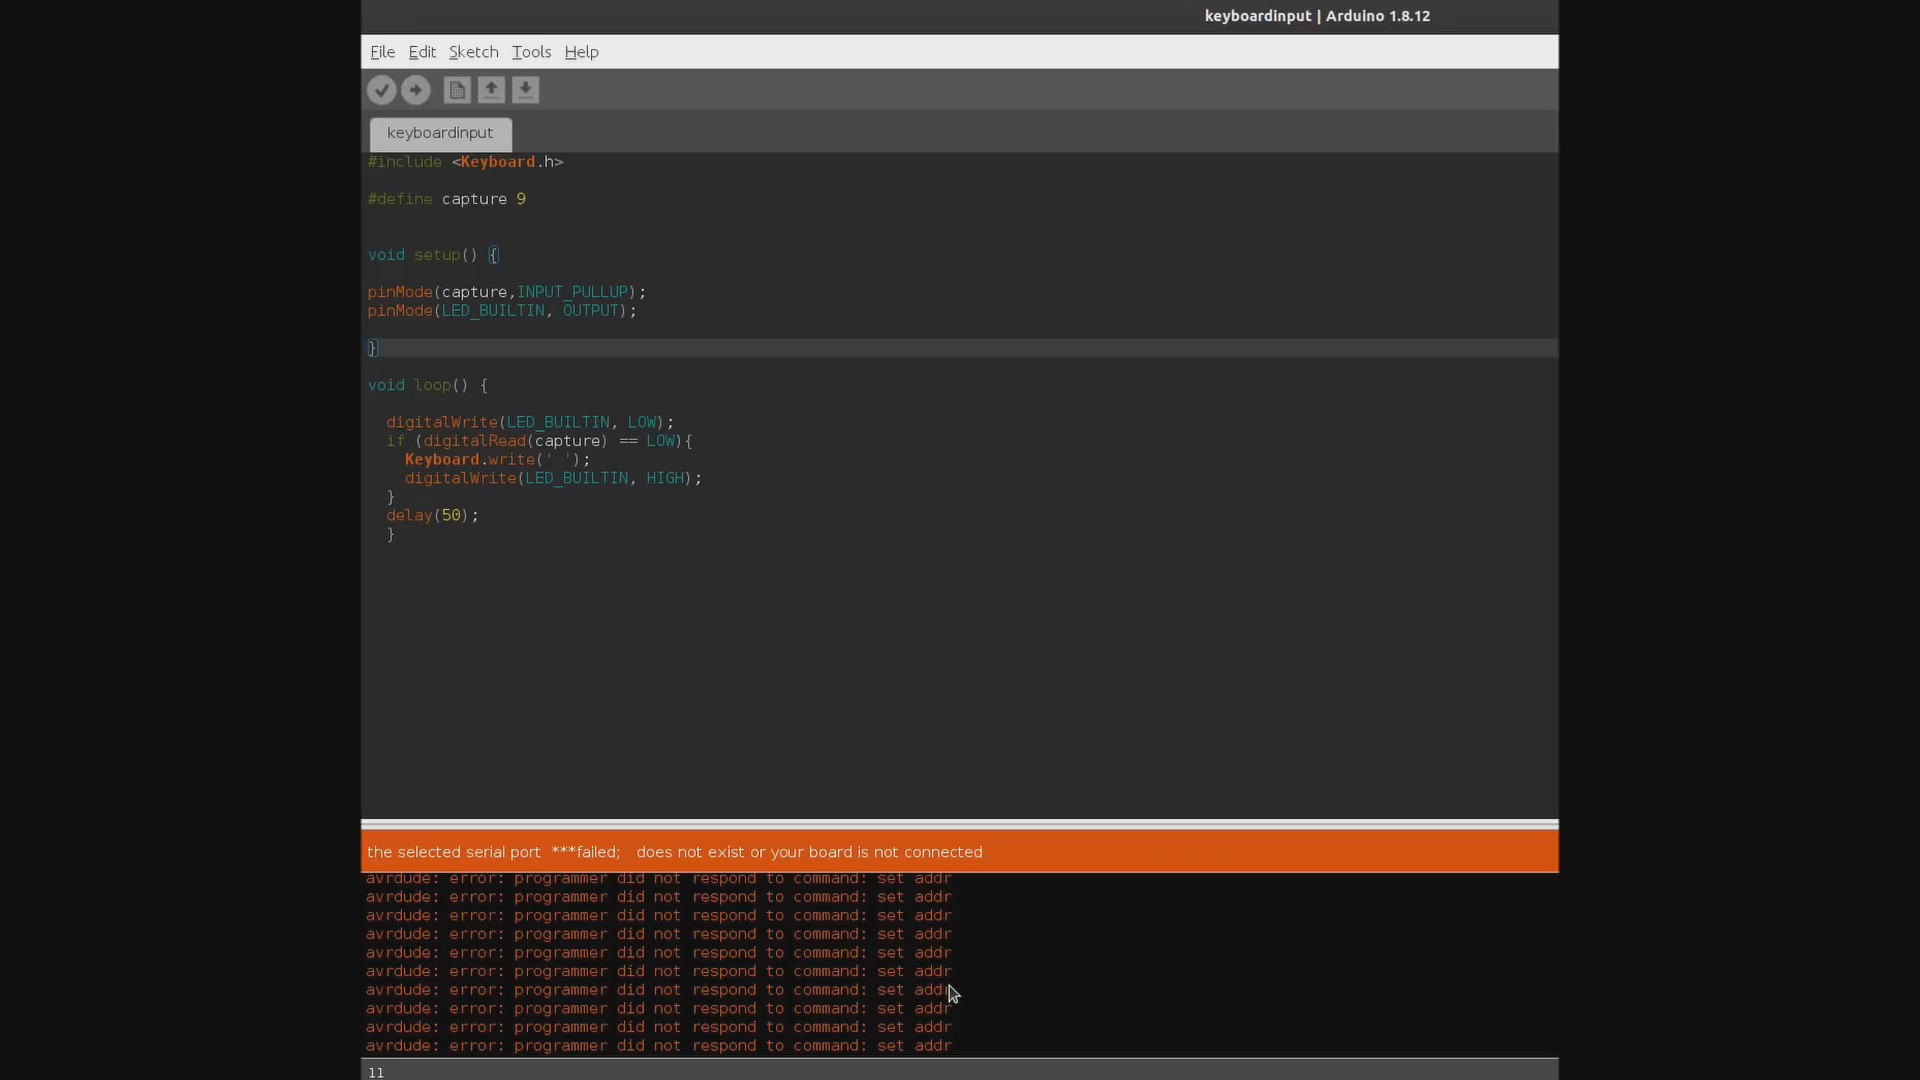 keyboardinput | Arduino 1.8.12
File Edit Sketch Tools Help
keyboardinput
#include <Keyboard.h>
#define capture 9
void setup() {
pinMode(capture,INPUT_PULLUP);
pinMode(LED_BUILTIN, OUTPUT);
}
void loop() {
digitalWrite(LED_BUILTIN, LOW);
if (digitalRead(capture) == LOW){
Keyboard.write(' ');
digitalWrite(LED_BUILTIN, HIGH);
}
delay(50);
}
the selected serial port ***failed; does not exist or your board is not connected
avrdude: error: programmer did not respond to command: set addr
avrdude: error: programmer did not respond to command: set addr
avrdude: error: programmer did not respond to command: set addr
avrdude: error: programmer did not respond to command: set addr
avrdude: error: programmer did not respond to command: set addr
avrdude: error: programmer did not respond to command: set addr
avrdude: error: programmer did not respond to command: set addr
avrdude: error: programmer did not respond to command: set addr
avrdude: error: programmer did not respond to command: set addr
avrdude: error: programmer did not respond to command: set addr
11